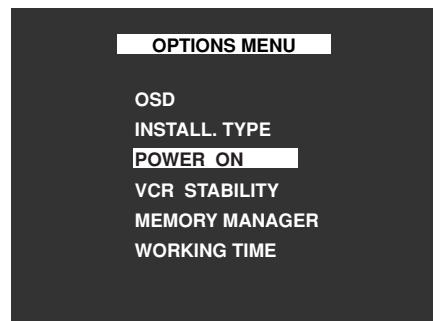 OPTIONS MENU
OSD
INSTALL. TYPE
POWER ON
VCR STABILITY
MEMORY MANAGER
WORKING TIME